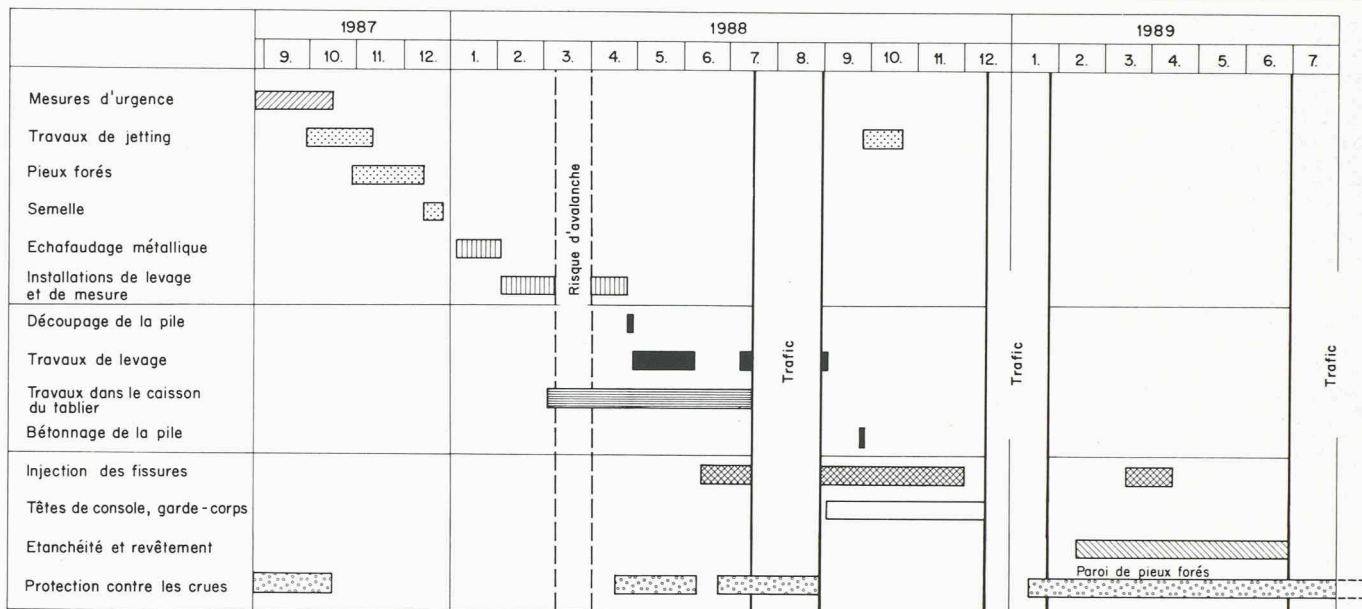 1987
1988
1989
9. 10. 11. 12. 1. 2. 3. 4. 5. 6. 7. 8. 9. 10. 11. 12. 1. 2. 3. 4. 5. 6. 7.
Mesures d'urgence
Travaux de jetting
Pieux forés
Semelle
Echafaudage métallique
Installations de levage
et de mesure
Risque d'avalanche
Découpage de la pile
Travaux de levage
Trafic
Trafic
Trafic
Travaux dans le caisson
du tablier
Bétonnage de la pile
Injection des fissures
Têtes de console, garde-corps
Etanchéité et revêtement
Paroi de pieux forés
Protection contre les crues